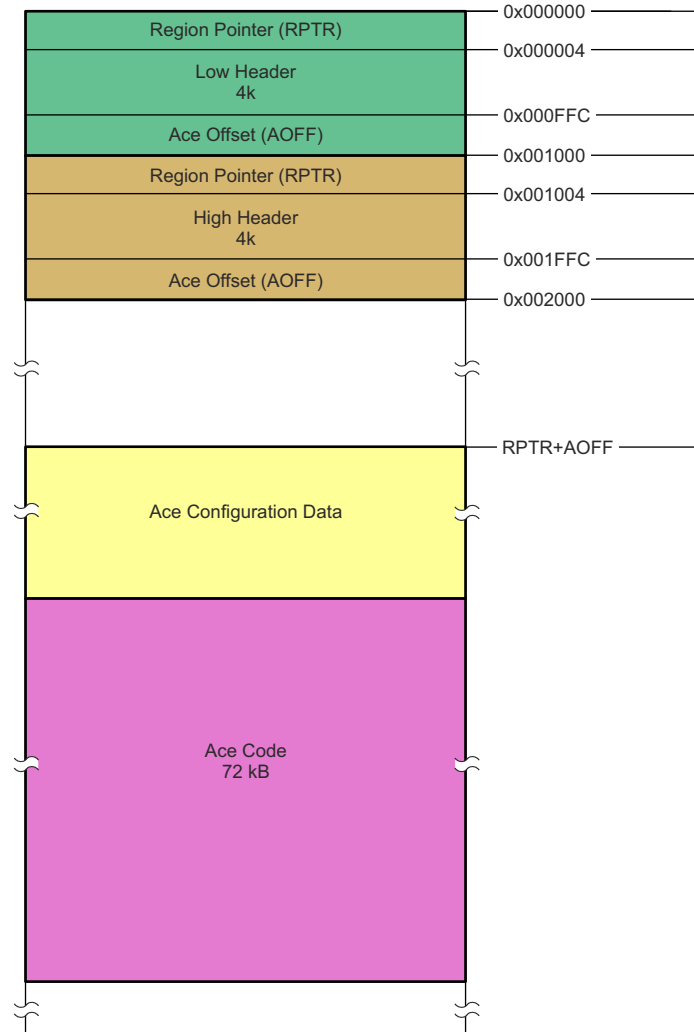 0x000000
Region Pointer (RPTR)
0x000004
Low Header
4k
0x000FFC
Ace Offset (AOFF)
0x001000
Region Pointer (RPTR)
0x001004
High Header
4k
0x001FFC
Ace Offset (AOFF)
0x002000
RPTR+AOFF
Ace Configuration Data
Ace Code
72 kB